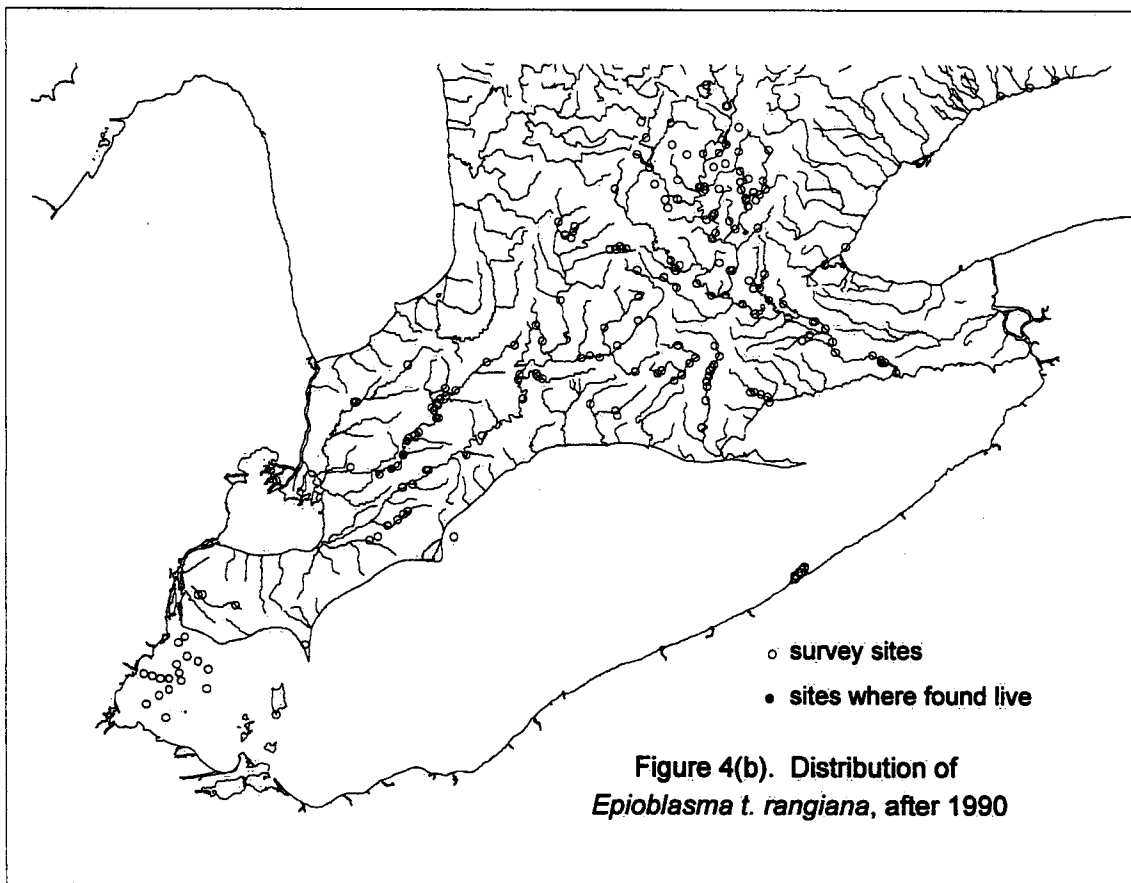 survey sites
sites where found live
Figure 4(b). Distribution of
Epioblasma t. rangiana, after 1990